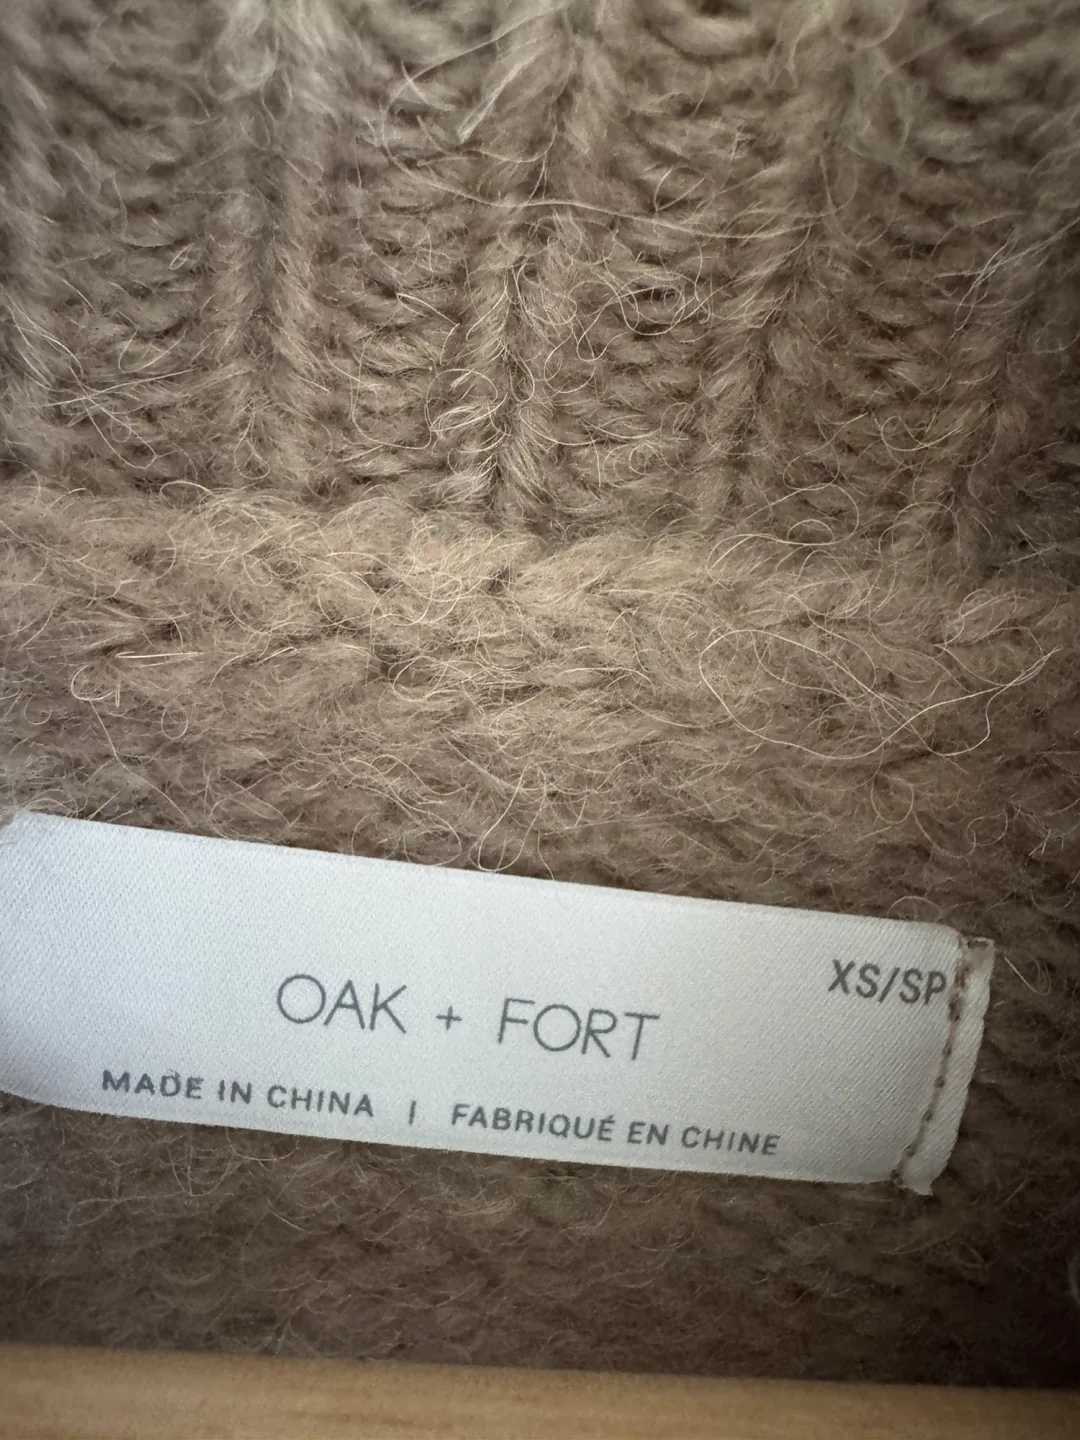 XS/SP
OAK + FORT
MADE IN CHINA | FABRIQUÉ EN CHINE